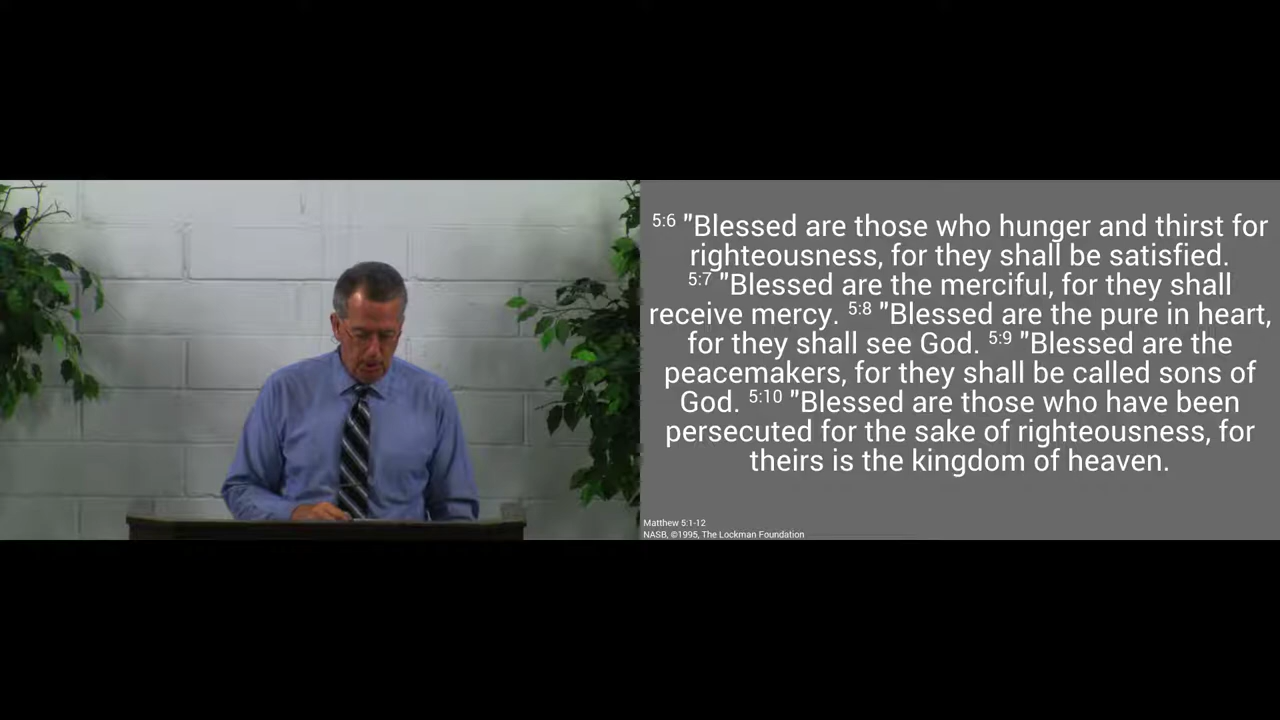 5:6 "Blessed are those who hunger and thirst for
righteousness, for they shall be satisfied.
5:7 "Blessed are the merciful, for they shall
receive mercy. 5:8 "Blessed are the pure in heart,
for they shall see God. 5:9 "Blessed are the
peacemakers, for they shall be called sons of
God. 5:10 "Blessed are those who have been
persecuted for the sake of righteousness, for
theirs is the kingdom of heaven.
Matthew 5:1-12
NASB, ©1995, The Lockman Foundation